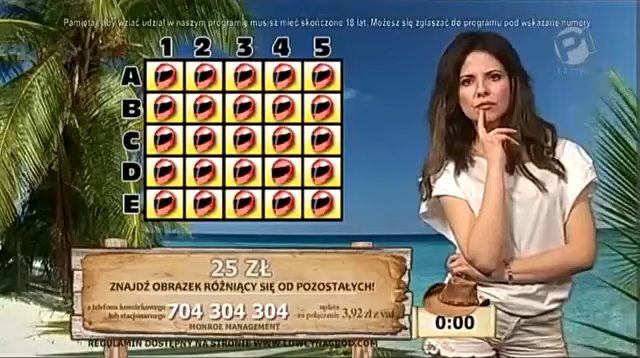 Pamiętaj aby wziąć udział w naszym programie musisz mieć skończone 18 lat. Możesz się zgłaszać do programu pod wskazane numery
1 2 3 4 5
A
B
C
D
E
25 ZŁ
ZNAJDŹ OBRAZEK RÓŻNIĄCY SIĘ OD POZOSTAŁYCH!
z telefonu komórkowego
lub stacjonarnego 704 304 304 opłata za połączenie 3,92 zł z vat
MONROE MANAGEMENT
0:00
REGULAMIN DOSTĘPNY NA STRONIE WWW.LOWCYNAGROD.COM